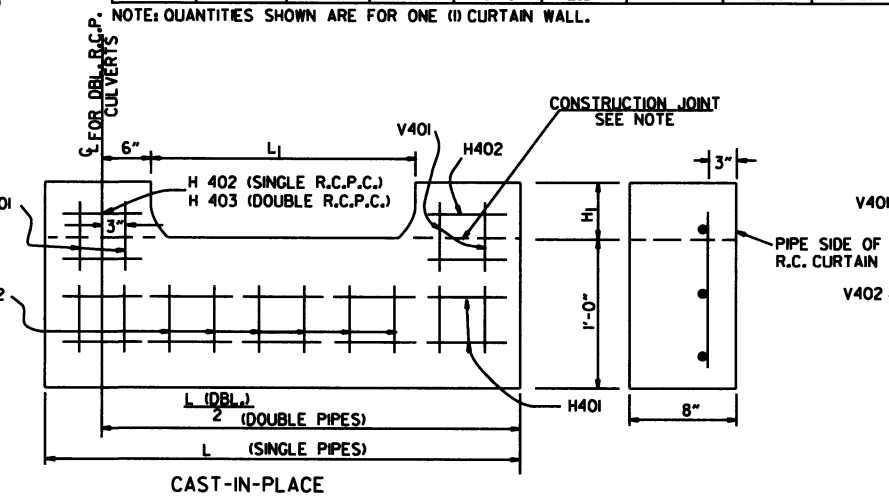 NOTE: QUANTITIES SHOWN ARE FOR ONE (1) CURTAIN WALL.
℄ FOR DBL. R.C.P.
CULVERTS
6"
L1
V401
H402
CONSTRUCTION JOINT
SEE NOTE
3"
H 402 (SINGLE R.C.P.C.)
H 403 (DOUBLE R.C.P.C.)
3"
H1
V401
PIPE SIDE OF
R.C. CURTAIN
1'-0"
V402
L (DBL.)
2
(DOUBLE PIPES)
H401
8"
L (SINGLE PIPES)
CAST-IN-PLACE